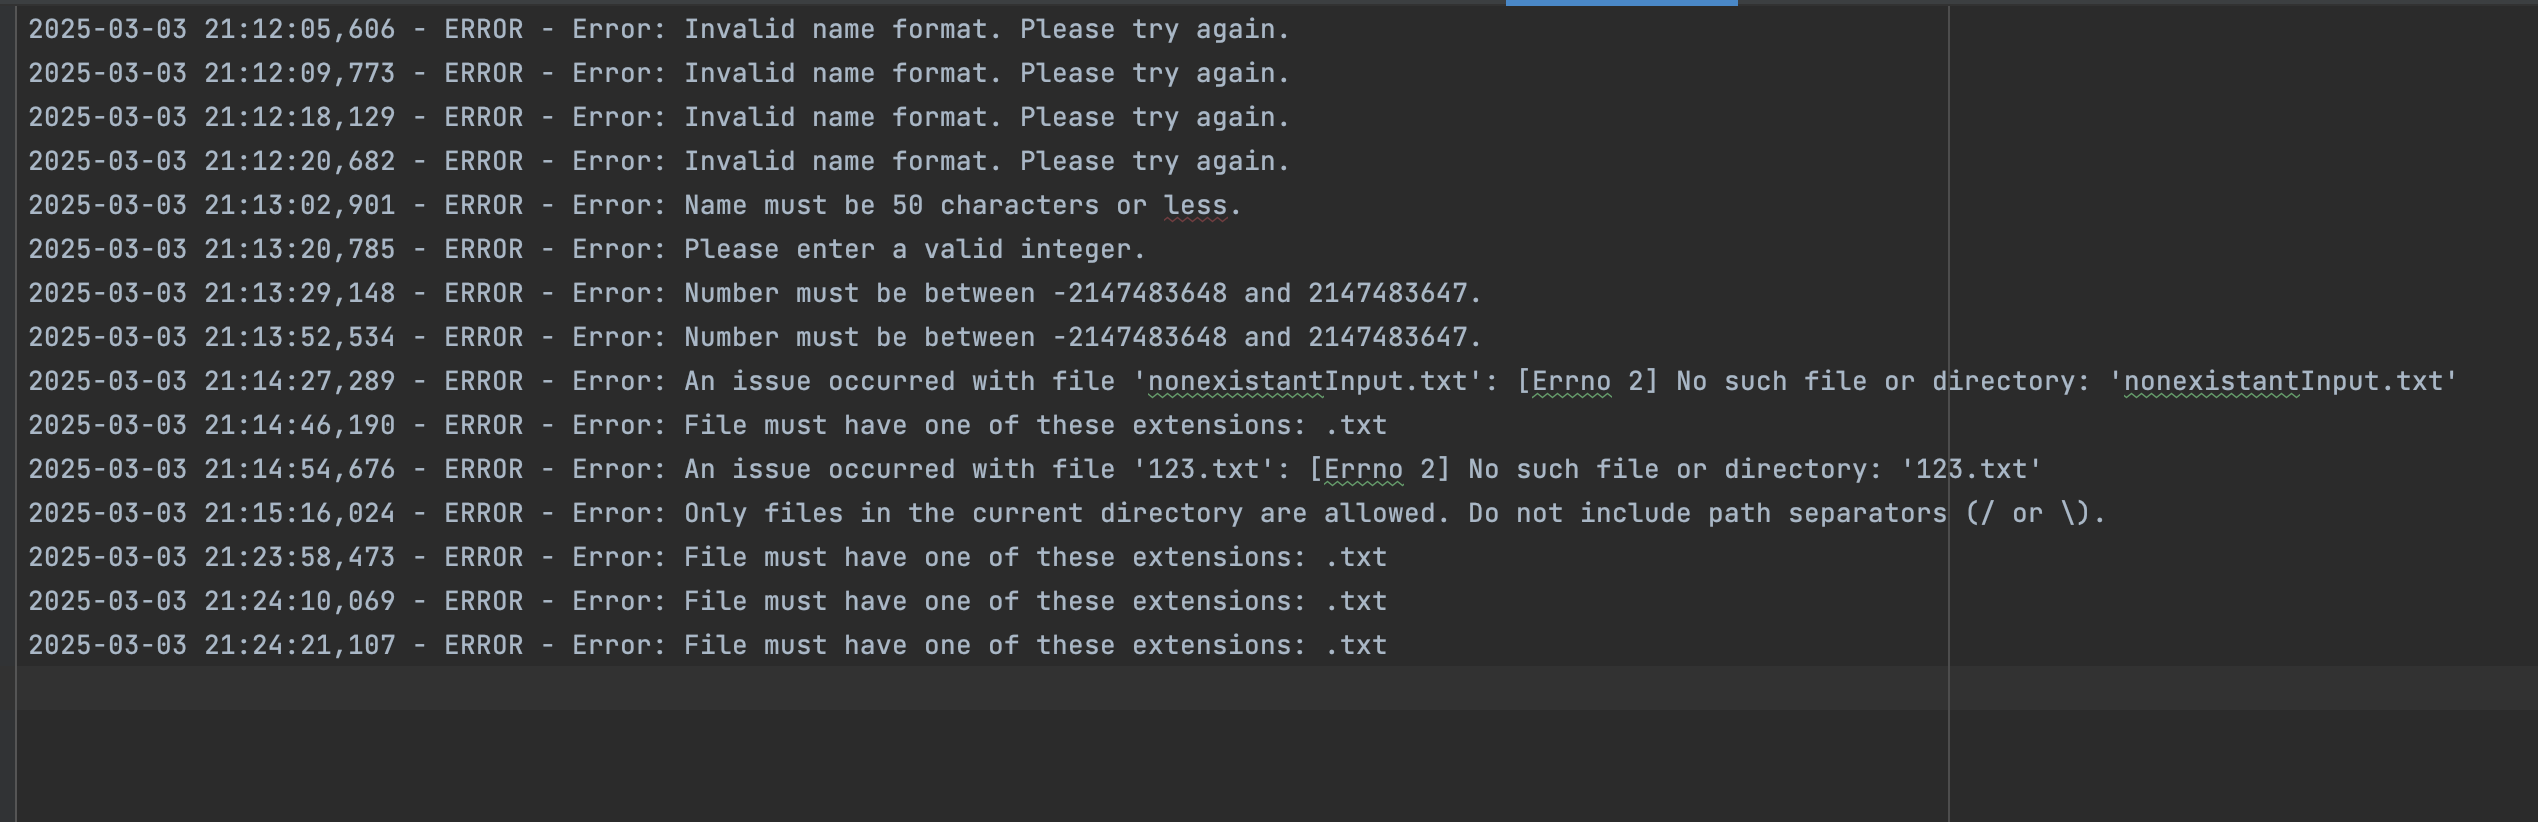 2025-03-03 21:12:05,606 - ERROR - Error: Invalid name format. Please try again.
2025-03-03 21:12:09,773 - ERROR - Error: Invalid name format. Please try again.
2025-03-03 21:12:18,129 - ERROR - Error: Invalid name format. Please try again.
2025-03-03 21:12:20,682 - ERROR - Error: Invalid name format. Please try again.
2025-03-03 21:13:02,901 - ERROR - Error: Name must be 50 characters or less.
2025-03-03 21:13:20,785 - ERROR - Error: Please enter a valid integer.
2025-03-03 21:13:29,148 - ERROR - Error: Number must be between -2147483648 and 2147483647.
2025-03-03 21:13:52,534 - ERROR - Error: Number must be between -2147483648 and 2147483647.
2025-03-03 21:14:27,289 - ERROR - Error: An issue occurred with file 'nonexistantInput.txt': [Errno 2] No such file or directory: 'nonexistantInput.txt'
2025-03-03 21:14:46,190 - ERROR - Error: File must have one of these extensions: .txt
2025-03-03 21:14:54,676 - ERROR - Error: An issue occurred with file '123.txt': [Errno 2] No such file or directory: '123.txt'
2025-03-03 21:15:16,024 - ERROR - Error: Only files in the current directory are allowed. Do not include path separators (/ or \).
2025-03-03 21:23:58,473 - ERROR - Error: File must have one of these extensions: .txt
2025-03-03 21:24:10,069 - ERROR - Error: File must have one of these extensions: .txt
2025-03-03 21:24:21,107 - ERROR - Error: File must have one of these extensions: .txt